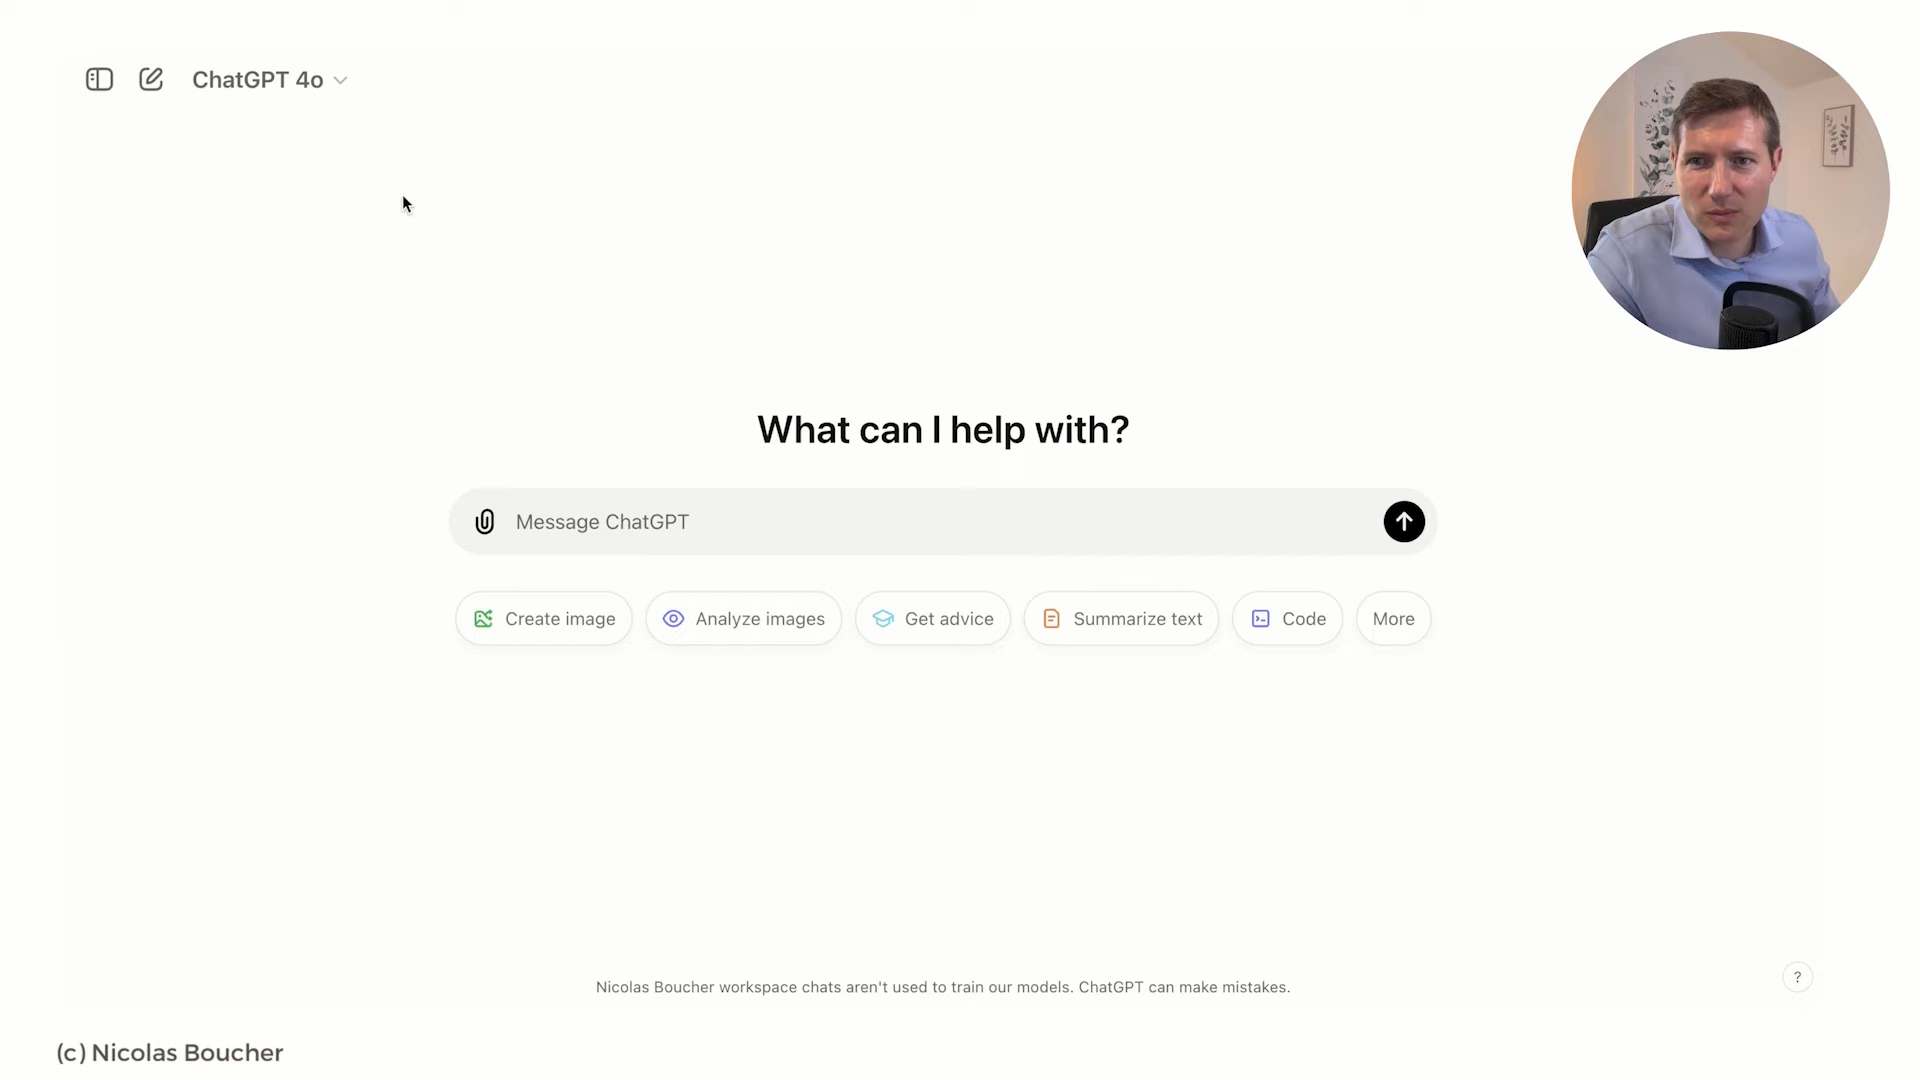 ChatGPT 4o
What can I help with?
Message ChatGPT
Create image
Analyze images
Get advice
Summarize text
Code
More
Nicolas Boucher workspace chats aren't used to train our models. ChatGPT can make mistakes.
?
(c) Nicolas Boucher